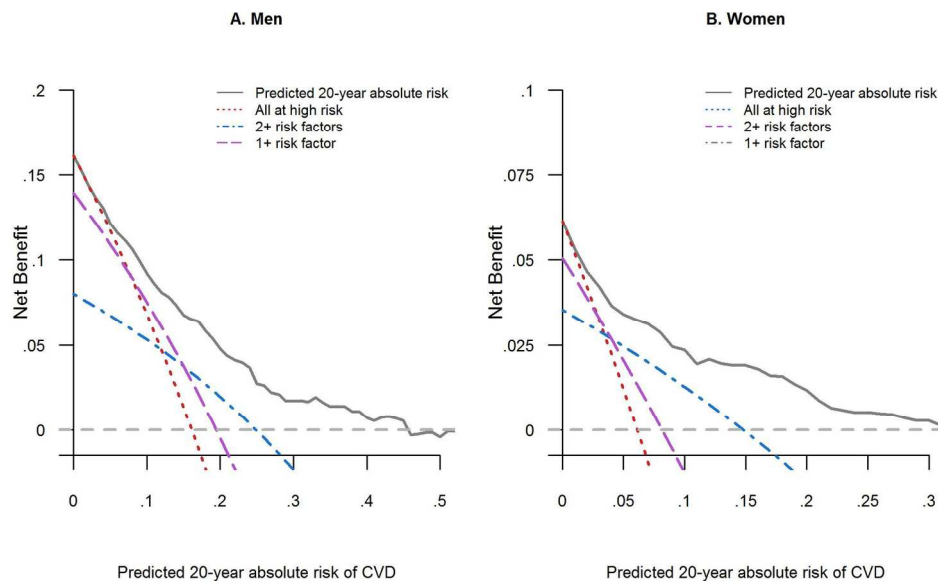 A. Men
.2
.15
.1
.05
0
Net Benefit
Predicted 20-year absolute risk
All at high risk
2+ risk factors
1+ risk factor
0 .1 .2 .3 .4 .5
Predicted 20-year absolute risk of CVD
B. Women
.1
.075
.05
.025
0
Net Benefit
Predicted 20-year absolute risk
All at high risk
2+ risk factors
1+ risk factor
0 .05 .1 .15 .2 .25 .3
Predicted 20-year absolute risk of CVD